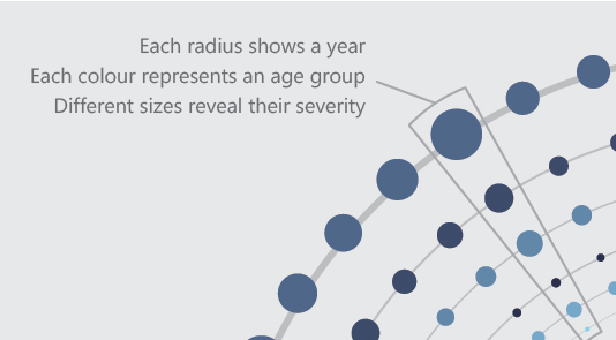 Each radius shows a year
Each colour represents an age group
Different sizes reveal their severity